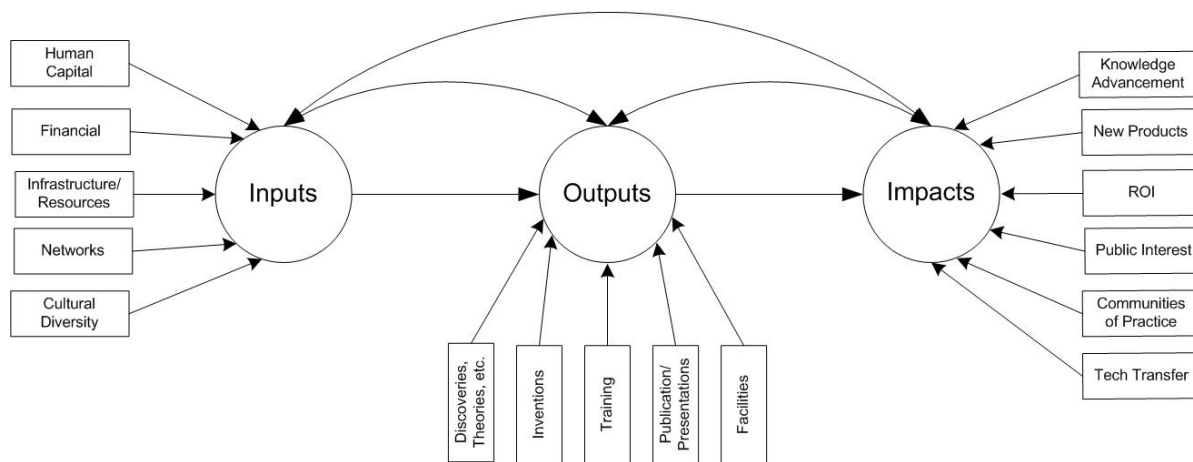 Human
Capital
Financial
Infrastructure/
Resources
Networks
Cultural
Diversity
Inputs
Outputs
Impacts
Discoveries,
Theories, etc.
Inventions
Training
Publication/
Presentations
Facilities
Knowledge
Advancement
New Products
ROI
Public Interest
Communities
of Practice
Tech Transfer